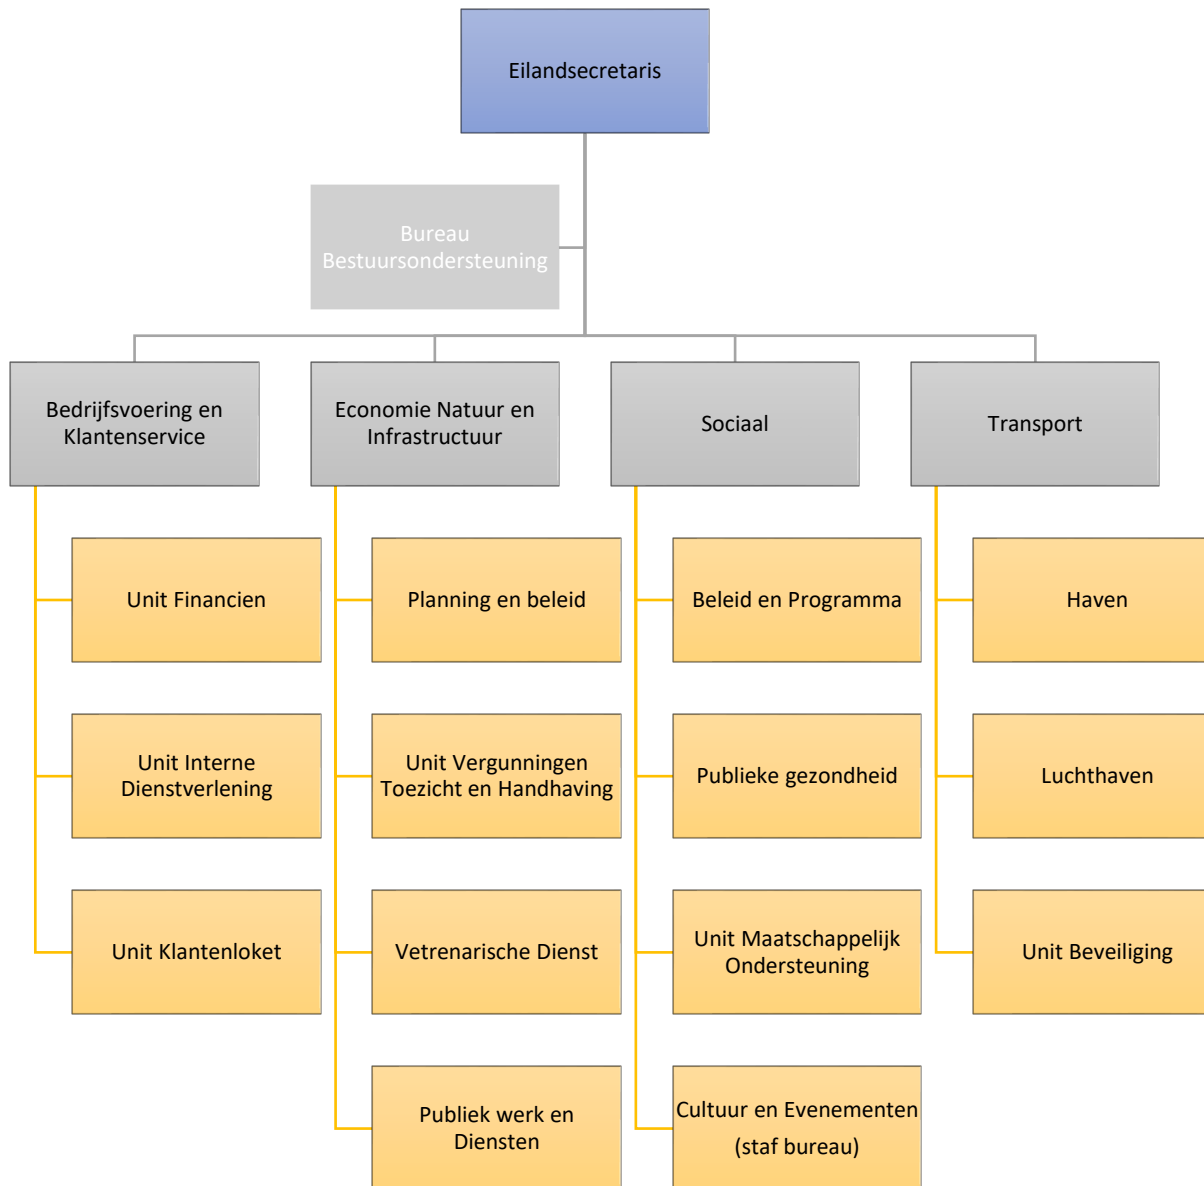 Eilandsecretaris
Bureau
Bestuursondersteuning
Bedrijfsvoering en
Klantenservice
Economie Natuur en
Infrastructuur
Sociaal
Transport
Unit Financien
Planning en beleid
Beleid en Programma
Haven
Unit Interne
Dienstverlening
Unit Vergunningen
Toezicht en Handhaving
Publieke gezondheid
Luchthaven
Unit Klantenloket
Vetrenarische Dienst
Unit Maatschappelijk
Ondersteuning
Unit Beveiliging
Publiek werk en
Diensten
Cultuur en Evenementen
(staf bureau)